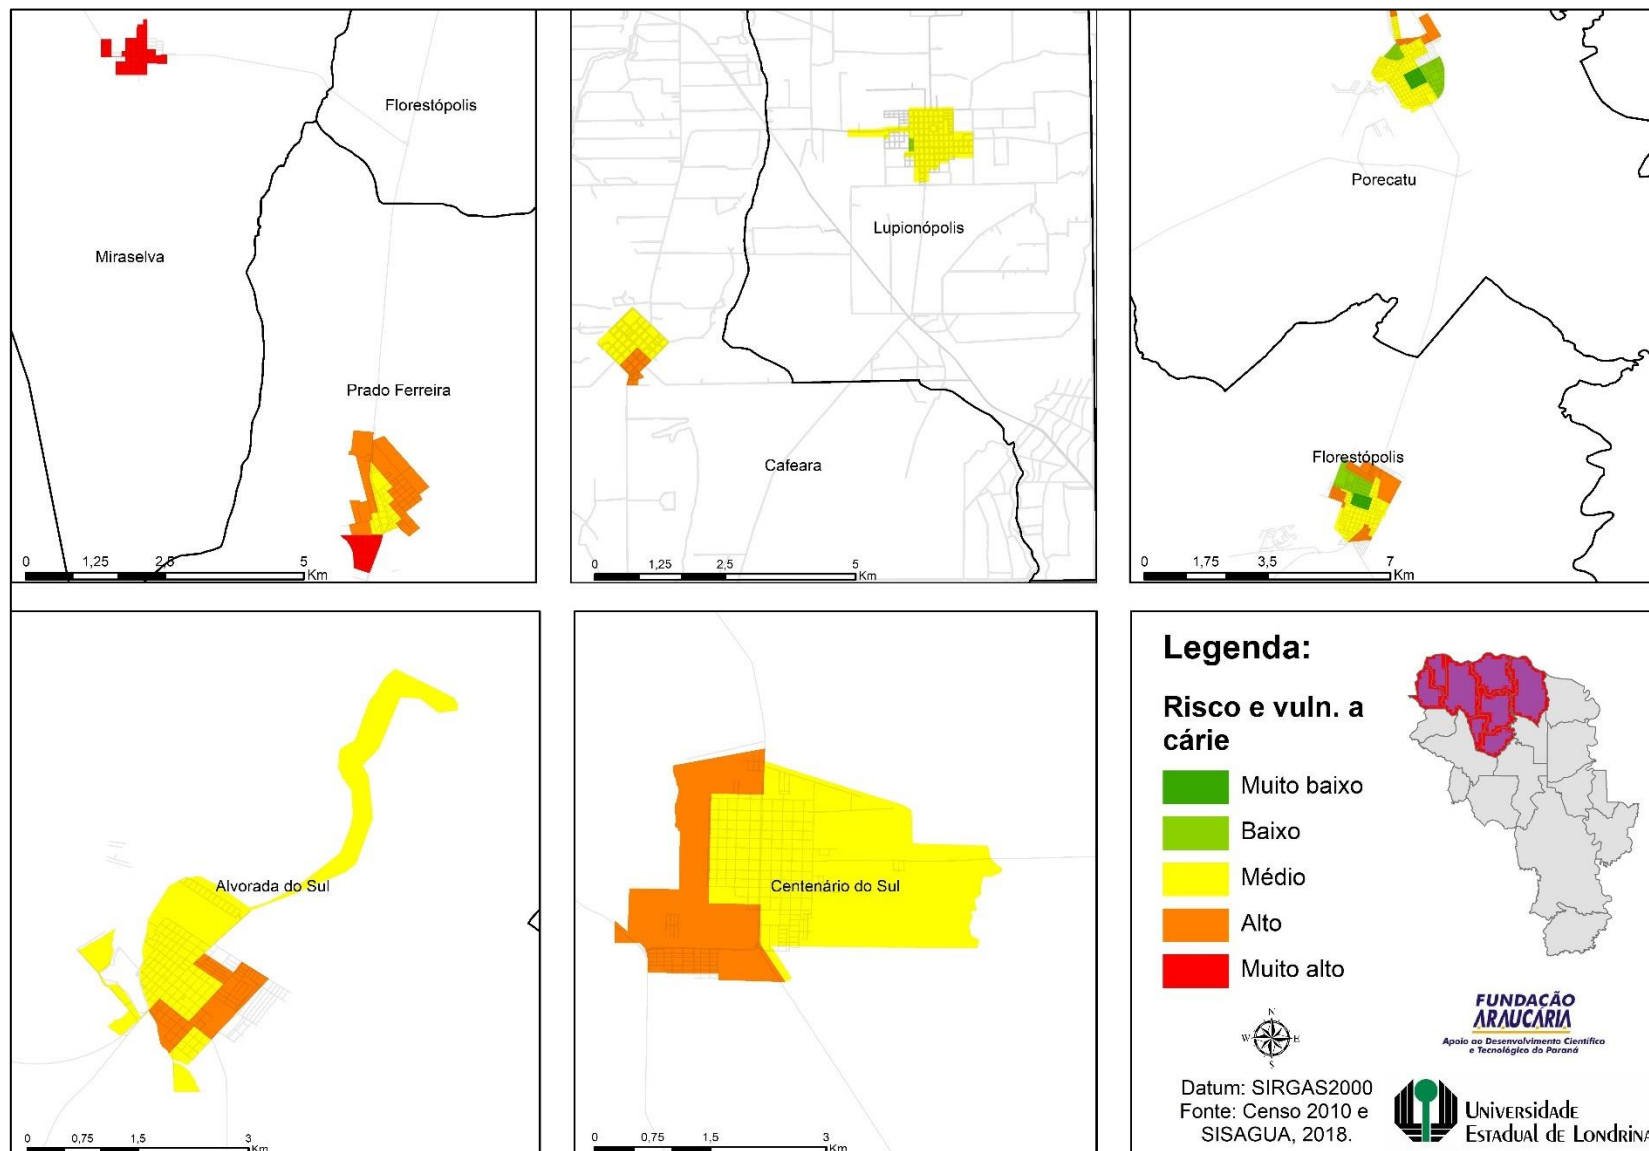 Florestópolis
Miraselva
Prado Ferreira
0 1,25 2,5 5
Km
Lupionópolis
Cafeara
0 1,25 2,5 5
Km
Porecatu
Florestópolis
0 1,75 3,5 7
Km
Alvorada do Sul
0 0,75 1,5 3
Km
Centenário do Sul
0 0,75 1,5 3
Km
Legenda:
Risco e vuln. a
cárie
Muito baixo
Baixo
Médio
Alto
Muito alto
N
W E
S
Datum: SIRGAS2000
Fonte: Censo 2010 e
SISAGUA, 2018.
FUNDAÇÃO
ARAUCÁRIA
Apoio ao Desenvolvimento Científico
e Tecnológico do Paraná
UNIVERSIDADE
ESTADUAL DE LONDRINA